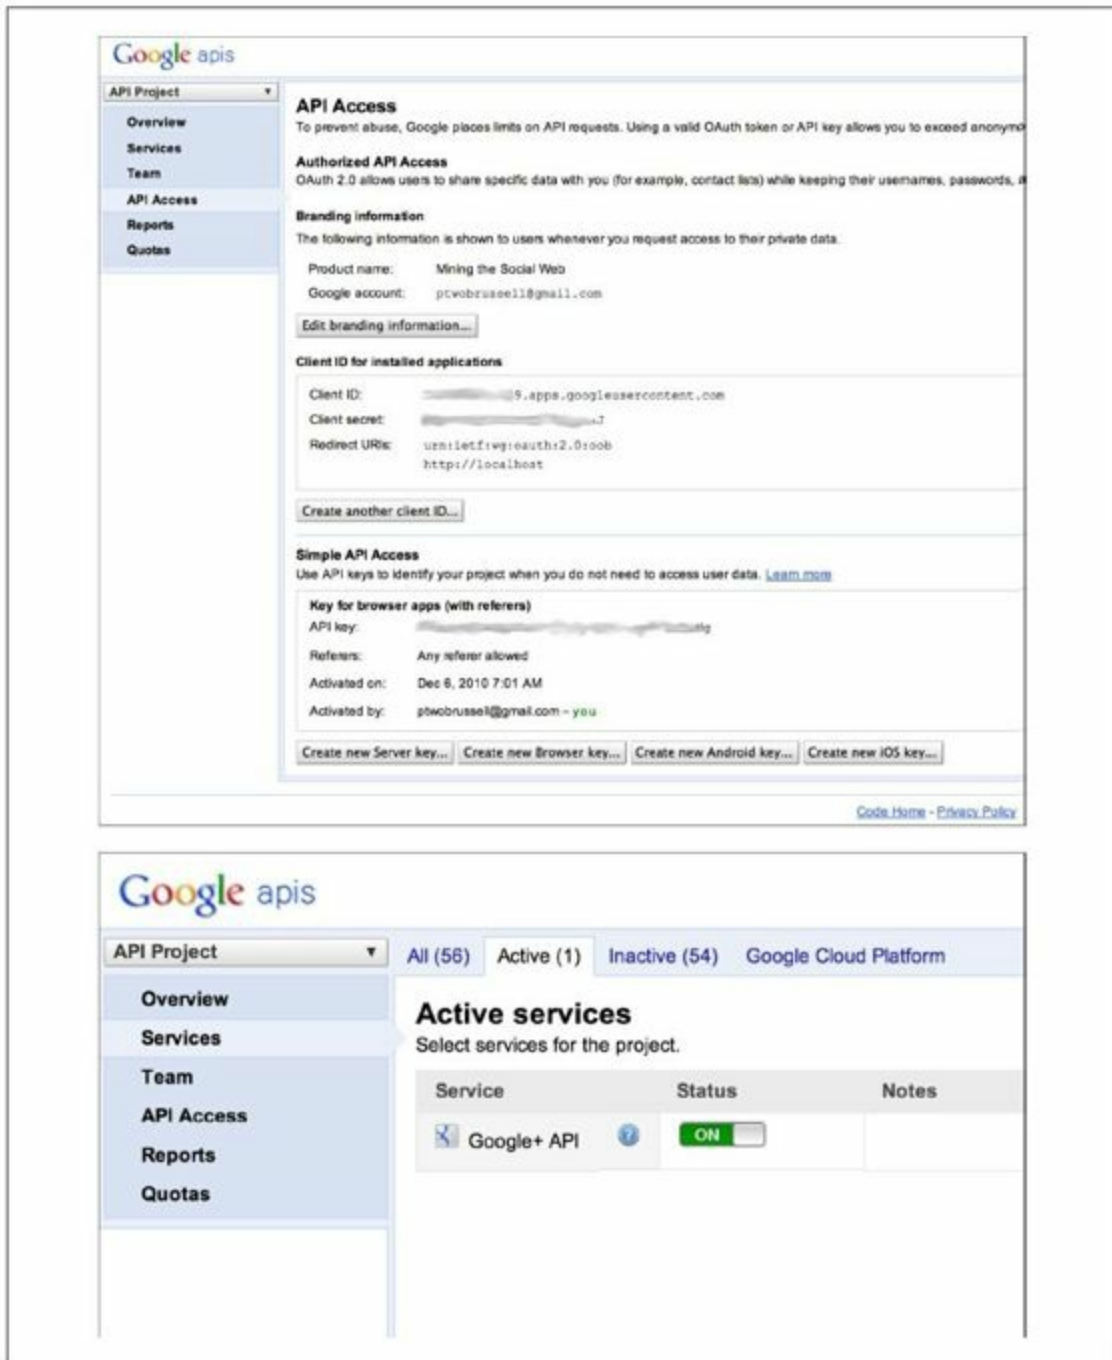 Google apis
API Project
Overview
Services
Team
API Access
Reports
Quotas
API Access
To prevent abuse, Google places limits on API requests. Using a valid OAuth token or API key allows you to exceed
Authorized API Access
OAuth 2.0 allows users to share specific data with you (for example, contact lists) while keeping their usernames, passwords,
Branding information
The following information is shown to users whenever you request access to their private data.
Product name: Mining the Social Web
Google account: ptwobrussell@gmail.com
Edit branding information...
Client ID for installed applications
Client ID: 9.apps.googleusercontent.com
Client secret:
Redirect URIs: urn:ietf:wg:oauth:2.0:oob
http://localhost
Create another client ID...
Simple API Access
Use API keys to identify your project when you do not need to access user data. Learn more
Key for browser apps (with referers)
API key:
Referers: Any referer allowed
Activated on: Dec 6, 2010 7:01 AM
Activated by: ptwobrussell@gmail.com – you
Create new Server key... Create new Browser key... Create new Android key... Create new iOS key...
Code Home - Privacy Policy
Google apis
API Project
Overview
Services
Team
API Access
Reports
Quotas
All (56) Active (1) Inactive (54) Google Cloud Platform
Active services
Select services for the project.
Service Status Notes
Google+ API ON